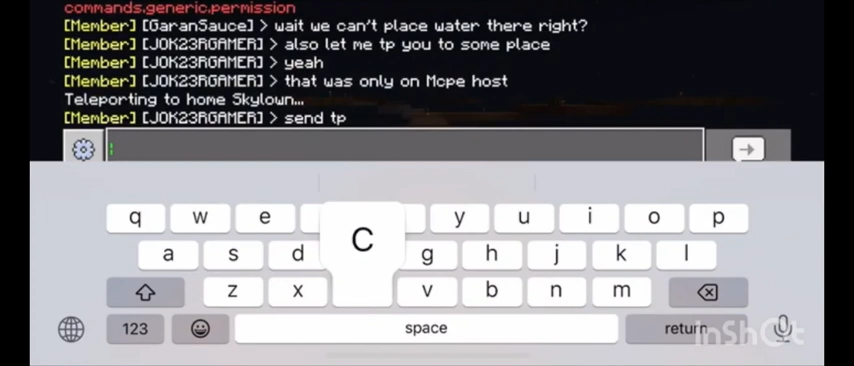 commands.generic.permission
[Member] [GaranSauce] > wait we can't place water there right?
[Member] [JOK23RGAMER] > also let me tp you to some place
[Member] [JOK23RGAMER] > yeah
[Member] [JOK23RGAMER] > that was only on Mcpe host
Teleporting to home Skylown...
[Member] [JOK23RGAMER] > send tp
q w e y u i o p
a s d C g h j k l
z x v b n m
123 space return
InShOt